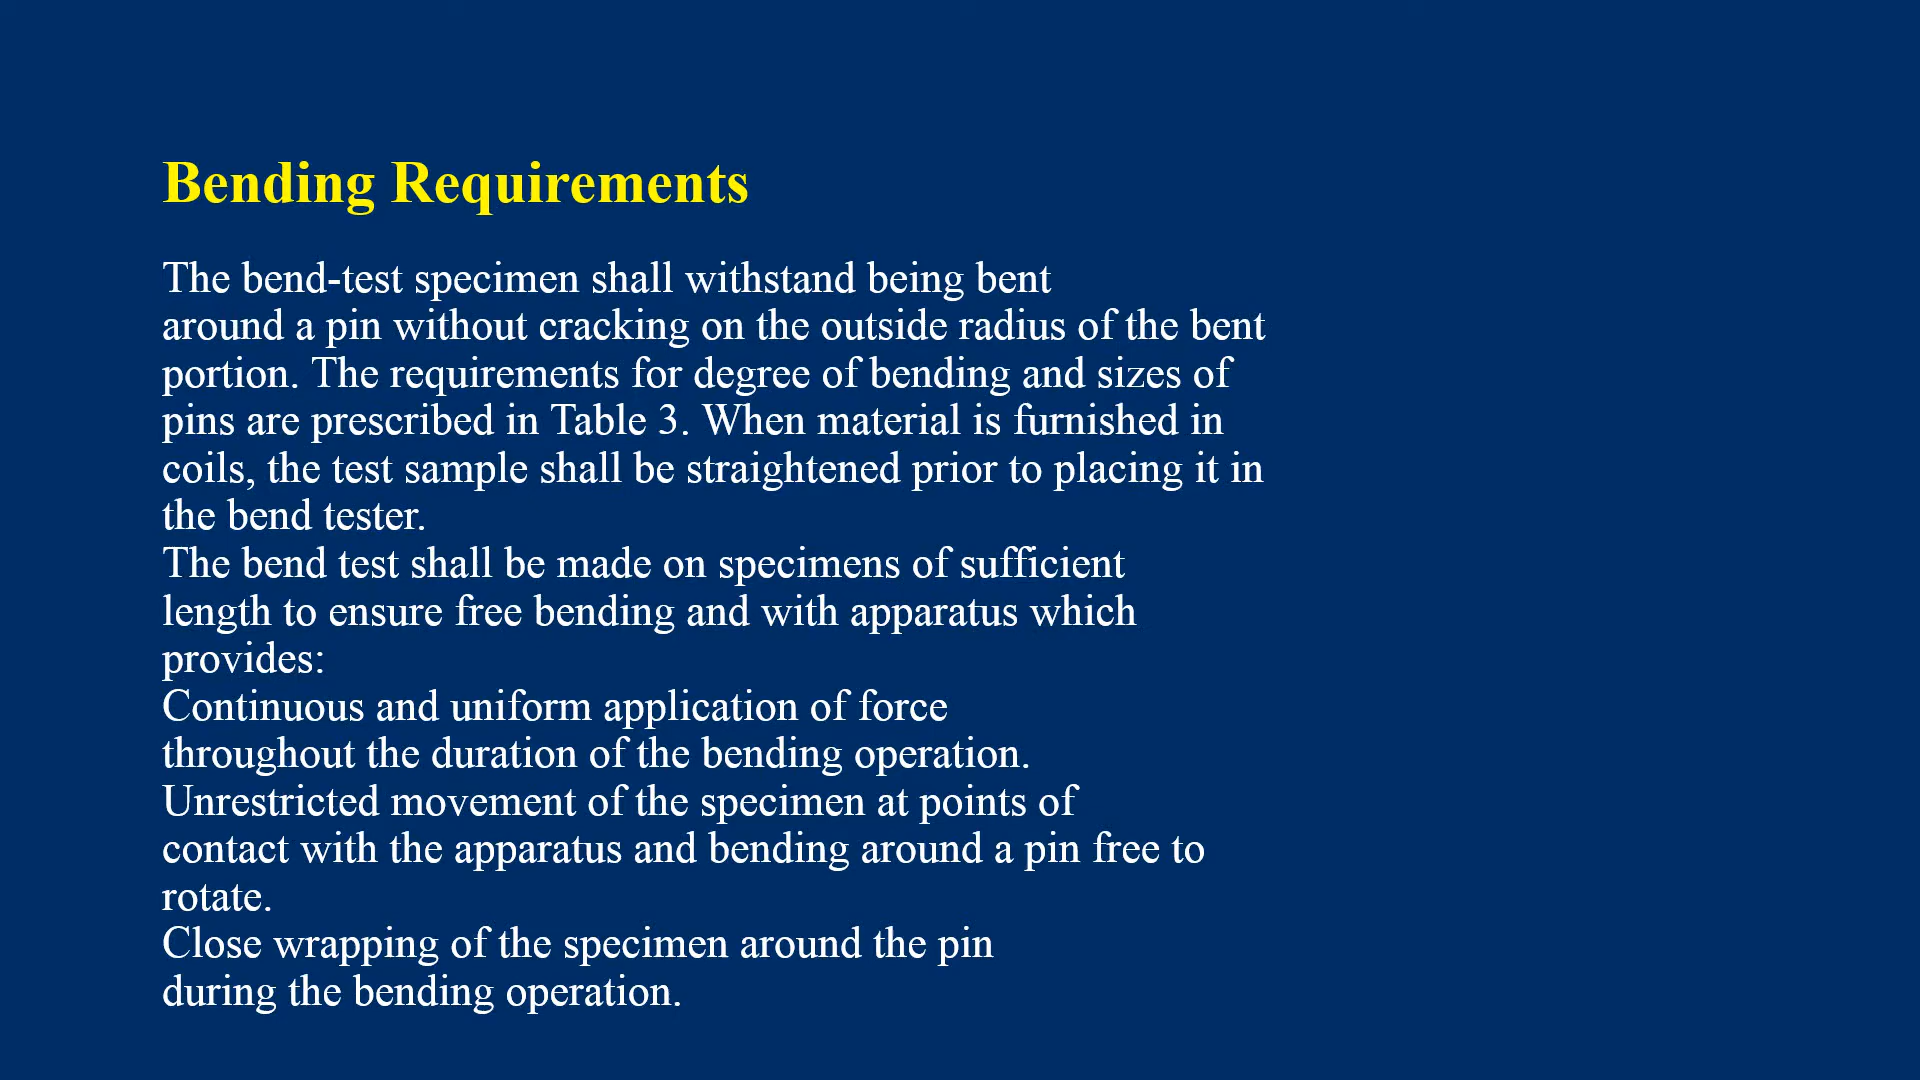 Bending Requirements
The bend-test specimen shall withstand being bent
around a pin without cracking on the outside radius of the bent
portion. The requirements for degree of bending and sizes of
pins are prescribed in Table 3. When material is furnished in
coils, the test sample shall be straightened prior to placing it in
the bend tester.
The bend test shall be made on specimens of sufficient
length to ensure free bending and with apparatus which
provides:
Continuous and uniform application of force
throughout the duration of the bending operation.
Unrestricted movement of the specimen at points of
contact with the apparatus and bending around a pin free to
rotate.
Close wrapping of the specimen around the pin
during the bending operation.